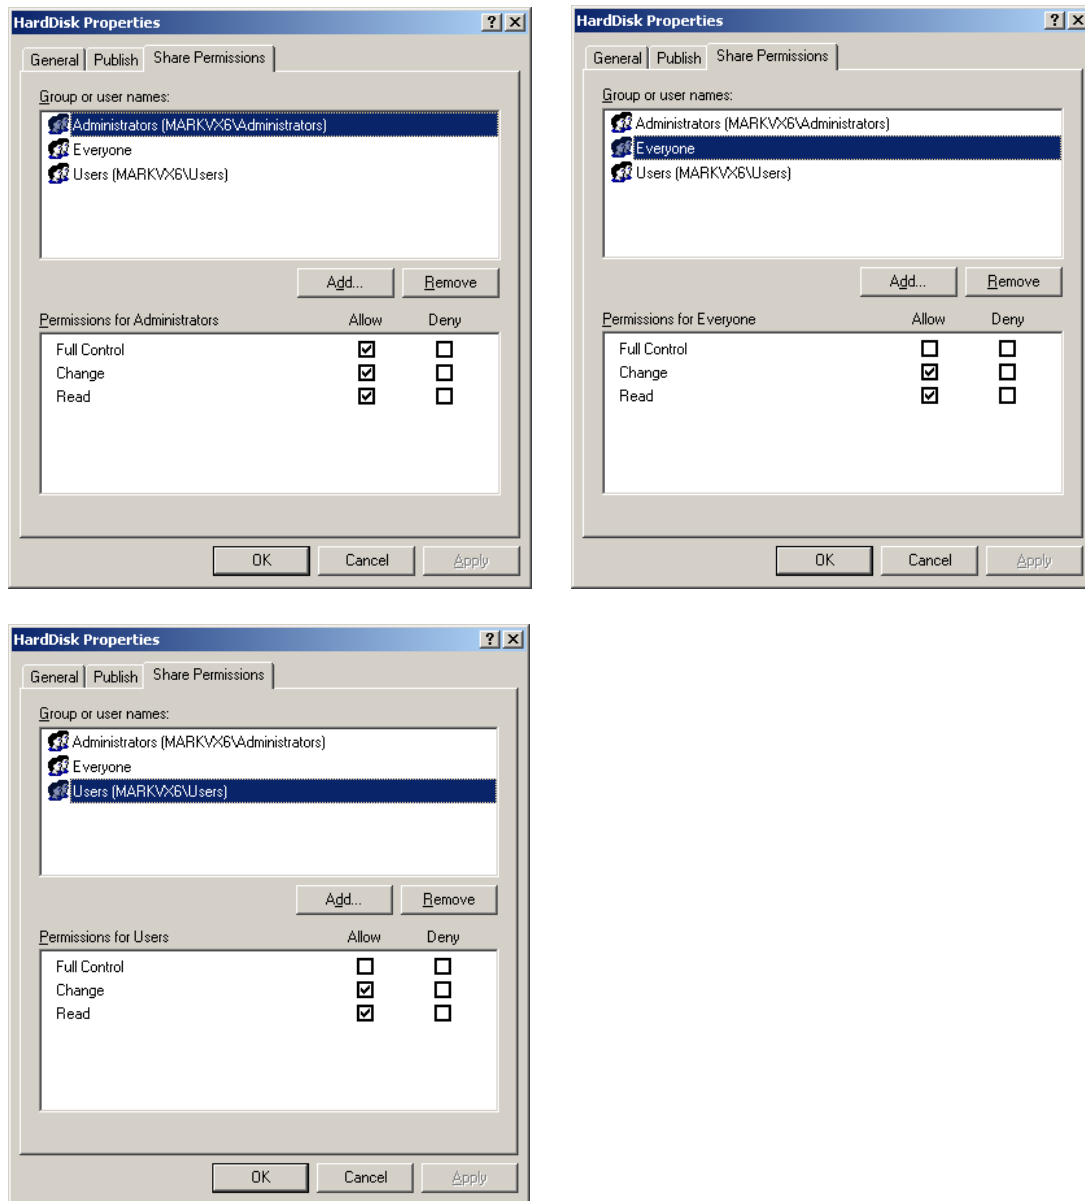 HardDisk Properties
General Publish Share Permissions
Group or user names:
Administrators (MARKVX6\Administrators)
Everyone
Users (MARKVX6\Users)
Add... Remove
Permissions for Administrators Allow Deny
Full Control
Change
Read
OK Cancel Apply
HardDisk Properties
General Publish Share Permissions
Group or user names:
Administrators (MARKVX6\Administrators)
Everyone
Users (MARKVX6\Users)
Add... Remove
Permissions for Everyone Allow Deny
Full Control
Change
Read
OK Cancel Apply
HardDisk Properties
General Publish Share Permissions
Group or user names:
Administrators (MARKVX6\Administrators)
Everyone
Users (MARKVX6\Users)
Add... Remove
Permissions for Users Allow Deny
Full Control
Change
Read
OK Cancel Apply